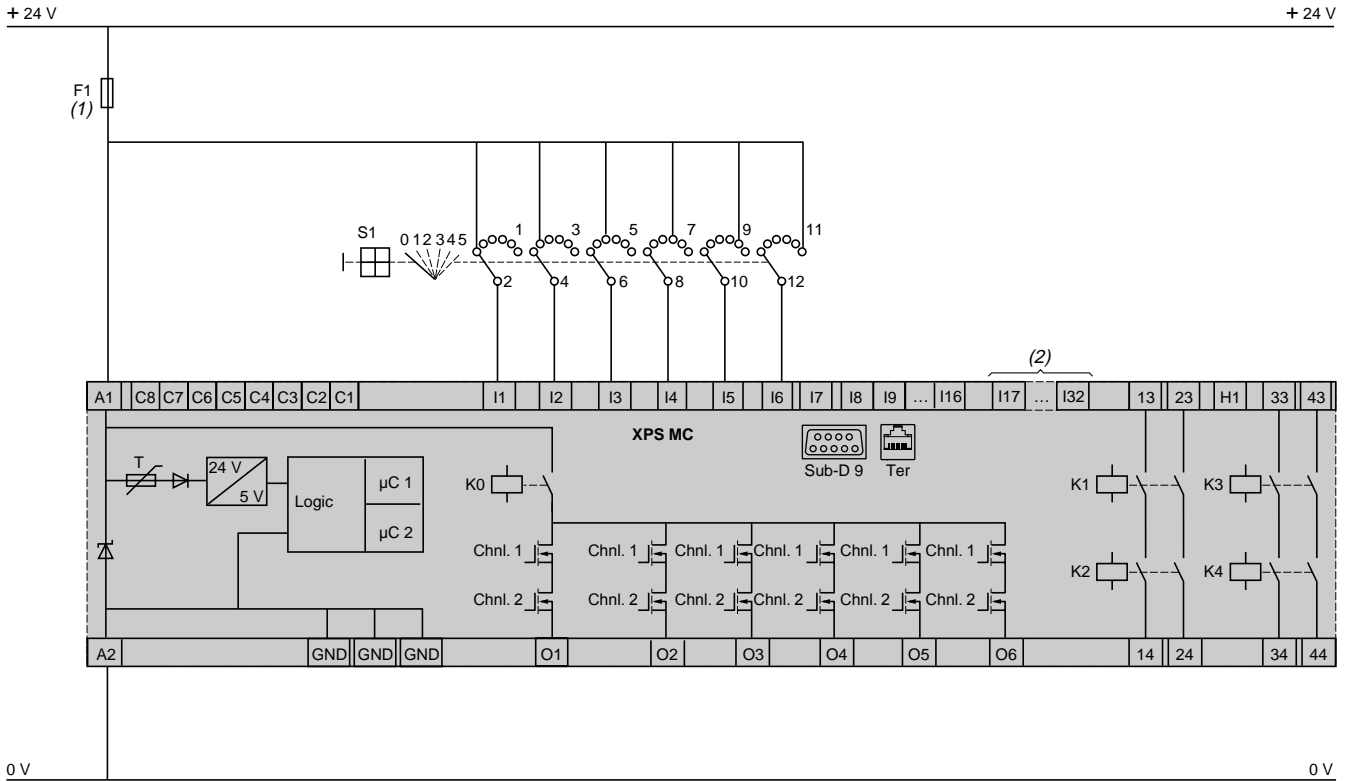 + 24 V + 24 V
F1
(1)
S1 0 1 2 3 4 5 1 3 5 7 9 11
2 4 6 8 10 12
(2)
A1 C8 C7 C6 C5 C4 C3 C2 C1 I1 I2 I3 I4 I5 I6 I7 I8 I9 ... I16 I17 ... I32 13 23 H1 33 43
XPS MC
T 24 V Sub-D 9 Ter
5 V Logic µC 1 K0 K1 K3
µC 2
Chnl. 1 Chnl. 1 Chnl. 1 Chnl. 1 Chnl. 1 Chnl. 1
K2 K4
Chnl. 2 Chnl. 2 Chnl. 2 Chnl. 2 Chnl. 2 Chnl. 2
A2 GND GND GND O1 O2 O3 O4 O5 O6 14 24 34 44
0 V 0 V